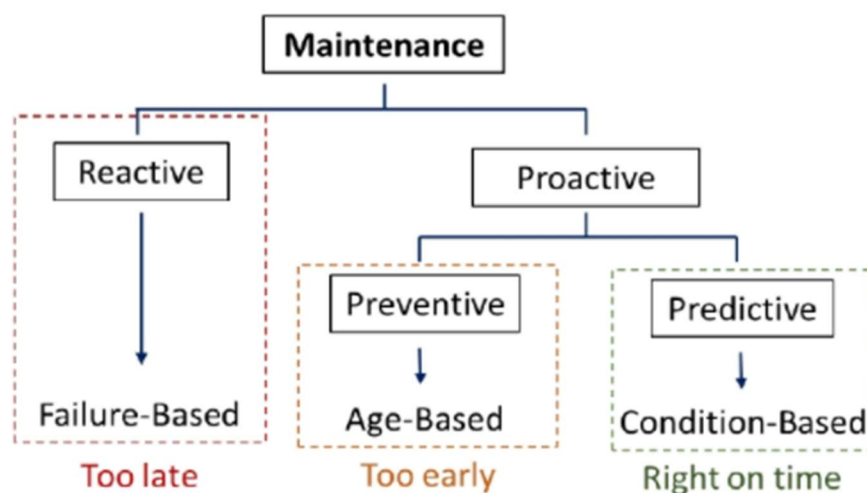 Maintenance
Reactive
Proactive
Preventive
Predictive
Failure-Based
Age-Based
Condition-Based
Too late
Too early
Right on time